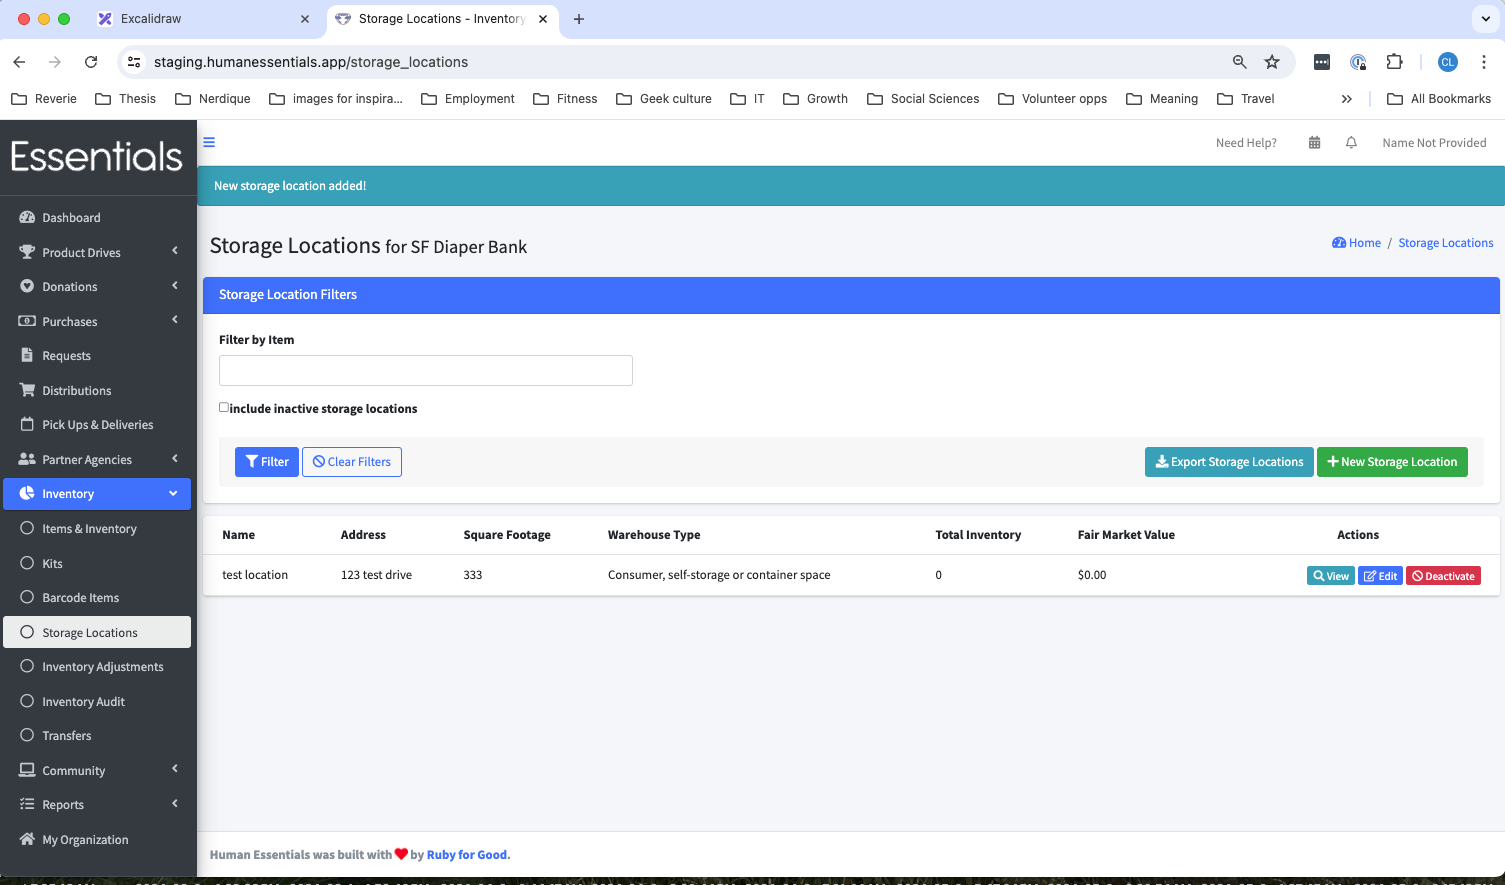 Excalidraw
Storage Locations - Inventory
staging.humanessentials.app/storage_locations
CL
Reverie
Thesis
Nerdique
images for inspira...
Employment
Fitness
Geek culture
IT
Growth
Social Sciences
Volunteer opps
Meaning
Travel
All Bookmarks
Essentials
Need Help?
Name Not Provided
New storage location added!
Dashboard
Product Drives
Donations
Purchases
Requests
Distributions
Pick Ups & Deliveries
Partner Agencies
Inventory
Items & Inventory
Kits
Barcode Items
Storage Locations
Inventory Adjustments
Inventory Audit
Transfers
Community
Reports
My Organization
Storage Locations for SF Diaper Bank
Home / Storage Locations
Storage Location Filters
Filter by Item
include inactive storage locations
Filter
Clear Filters
Export Storage Locations
New Storage Location
Name Address Square Footage Warehouse Type Total Inventory Fair Market Value Actions
test location 123 test drive 333 Consumer, self-storage or container space 0 $0.00 View Edit Deactivate
Human Essentials was built with by Ruby for Good.